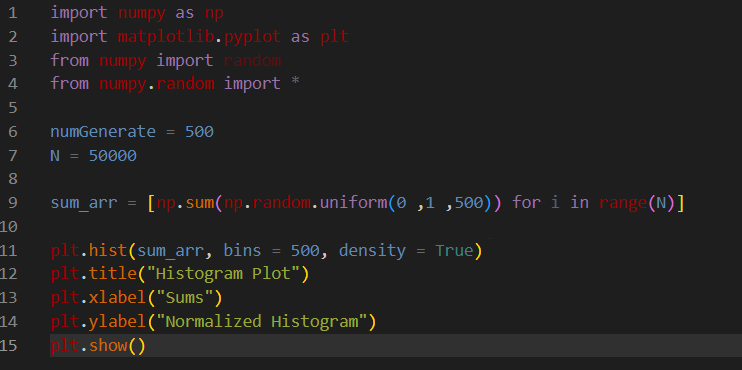 1 import numpy as np
2 import matplotlib.pyplot as plt
3 from numpy import random
4 from numpy.random import *
5
6 numGenerate = 500
7 N = 50000
8
9 sum_arr = [np.sum(np.random.uniform(0 ,1 ,500)) for i in range(N)]
10
11 plt.hist(sum_arr, bins = 500, density = True)
12 plt.title("Histogram Plot")
13 plt.xlabel("Sums")
14 plt.ylabel("Normalized Histogram")
15 plt.show()